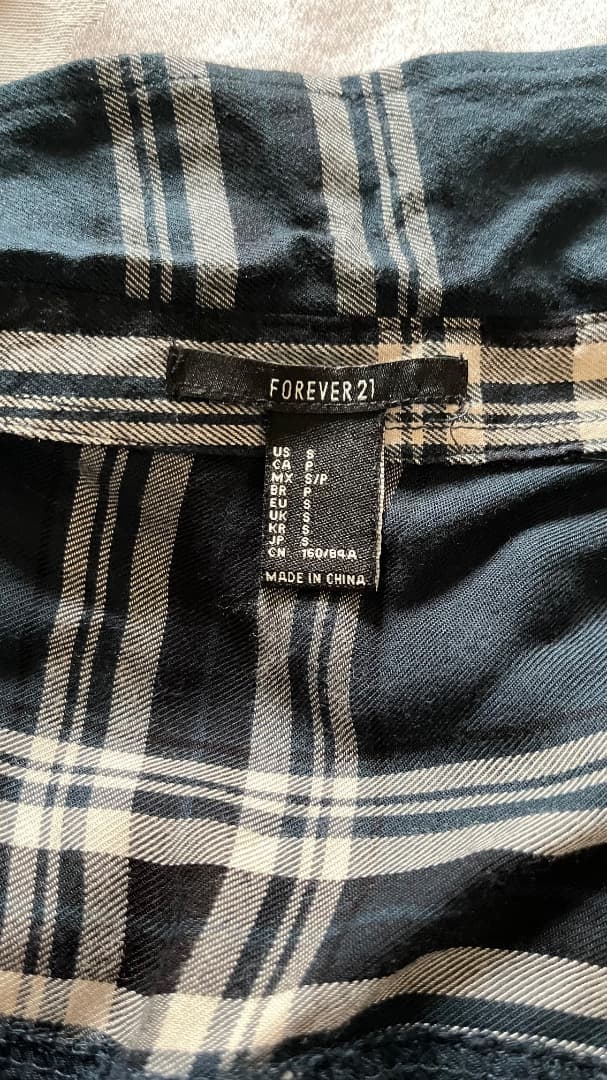 FOREVER 21
US S
CA P
MX S/P
BR P
EU S
UK S
KR S
JP S
CN 160/84A
MADE IN CHINA